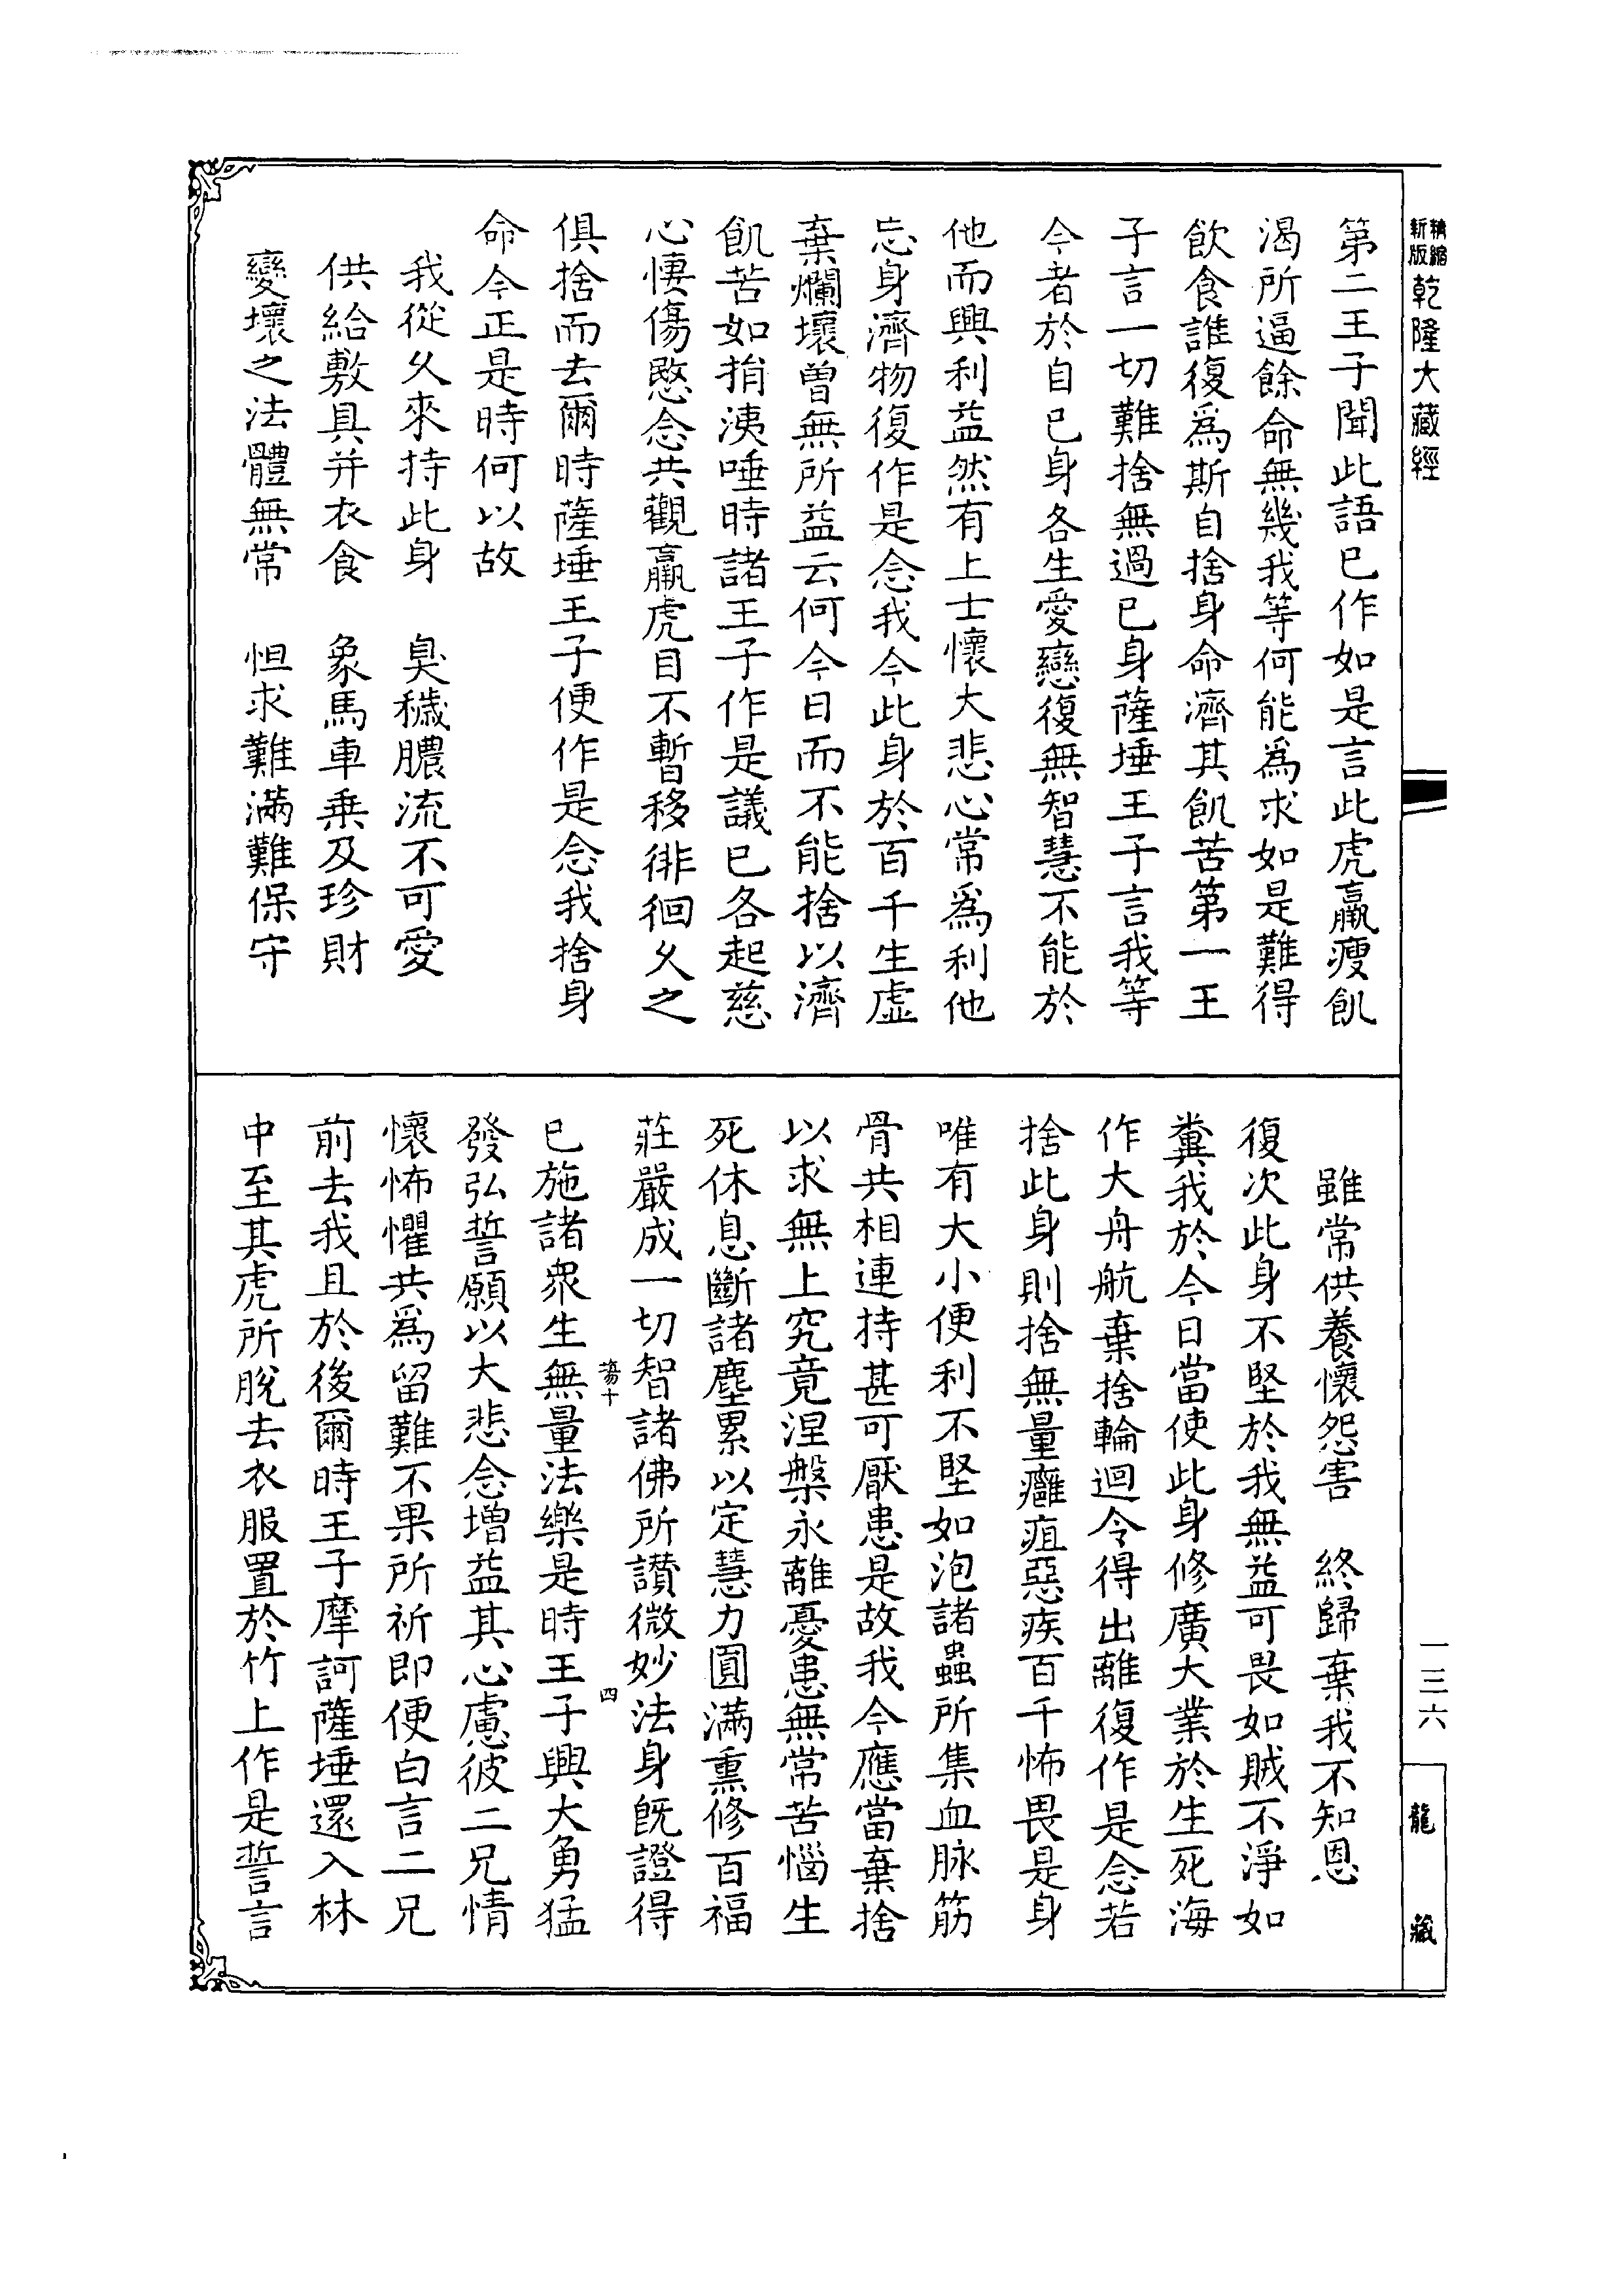 新版精縮
乾隆大藏經
第二王子聞此語已作如是言此虎羸瘦飢
渴所逼餘命無幾我等何能爲求如是難得
飲食誰復爲斯自捨身命濟其飢苦第一王
子言一切難捨無過已身薩埵王子言我等
今者於自已身各生愛戀復無智慧不能於
他而興利益然有上士懷大悲心常爲利他
忘身濟物復作是念我今此身於百千生虛
棄爛壞曾無所益云何今日而不能捨以濟
飢苦如捐洟唾時諸王子作是議已各起慈
心悽傷愍念共觀羸虎目不暫移徘徊久之
俱捨而去爾時薩埵王子便作是念我捨身
命今正是時何以故
我從久來持此身　臭穢膿流不可愛
供給敷具并衣食　象馬車乘及珍財
變壞之法體無常　恒求難滿難保守
雖常供養懷怨害　終歸棄我不知恩
復次此身不堅於我無益可畏如賊不淨如
糞我於今日當使此身修廣大業於生死海
作大舟航棄捨輪迴令得出離復作是念若
捨此身則捨無量癰疽惡疾百千怖畏是身
唯有大小便利不堅如泡諸蟲所集血脉筋
骨共相連持甚可厭患是故我今應當棄捨
以求無上究竟涅槃永離憂患無常苦惱生
死休息斷諸塵累以定慧力圓滿熏修百福
莊嚴成一切智諸佛所讚微妙法身旣證得
十
四
已施諸衆生無量法樂是時王子興大勇猛
發弘誓願以大悲念增益其心慮彼二兄情
懷怖懼共爲留難不果所祈即便白言二兄
前去我且於後爾時王子摩訶薩埵還入林
中至其虎所脫去衣服置於竹上作是誓言
一三六
龍藏